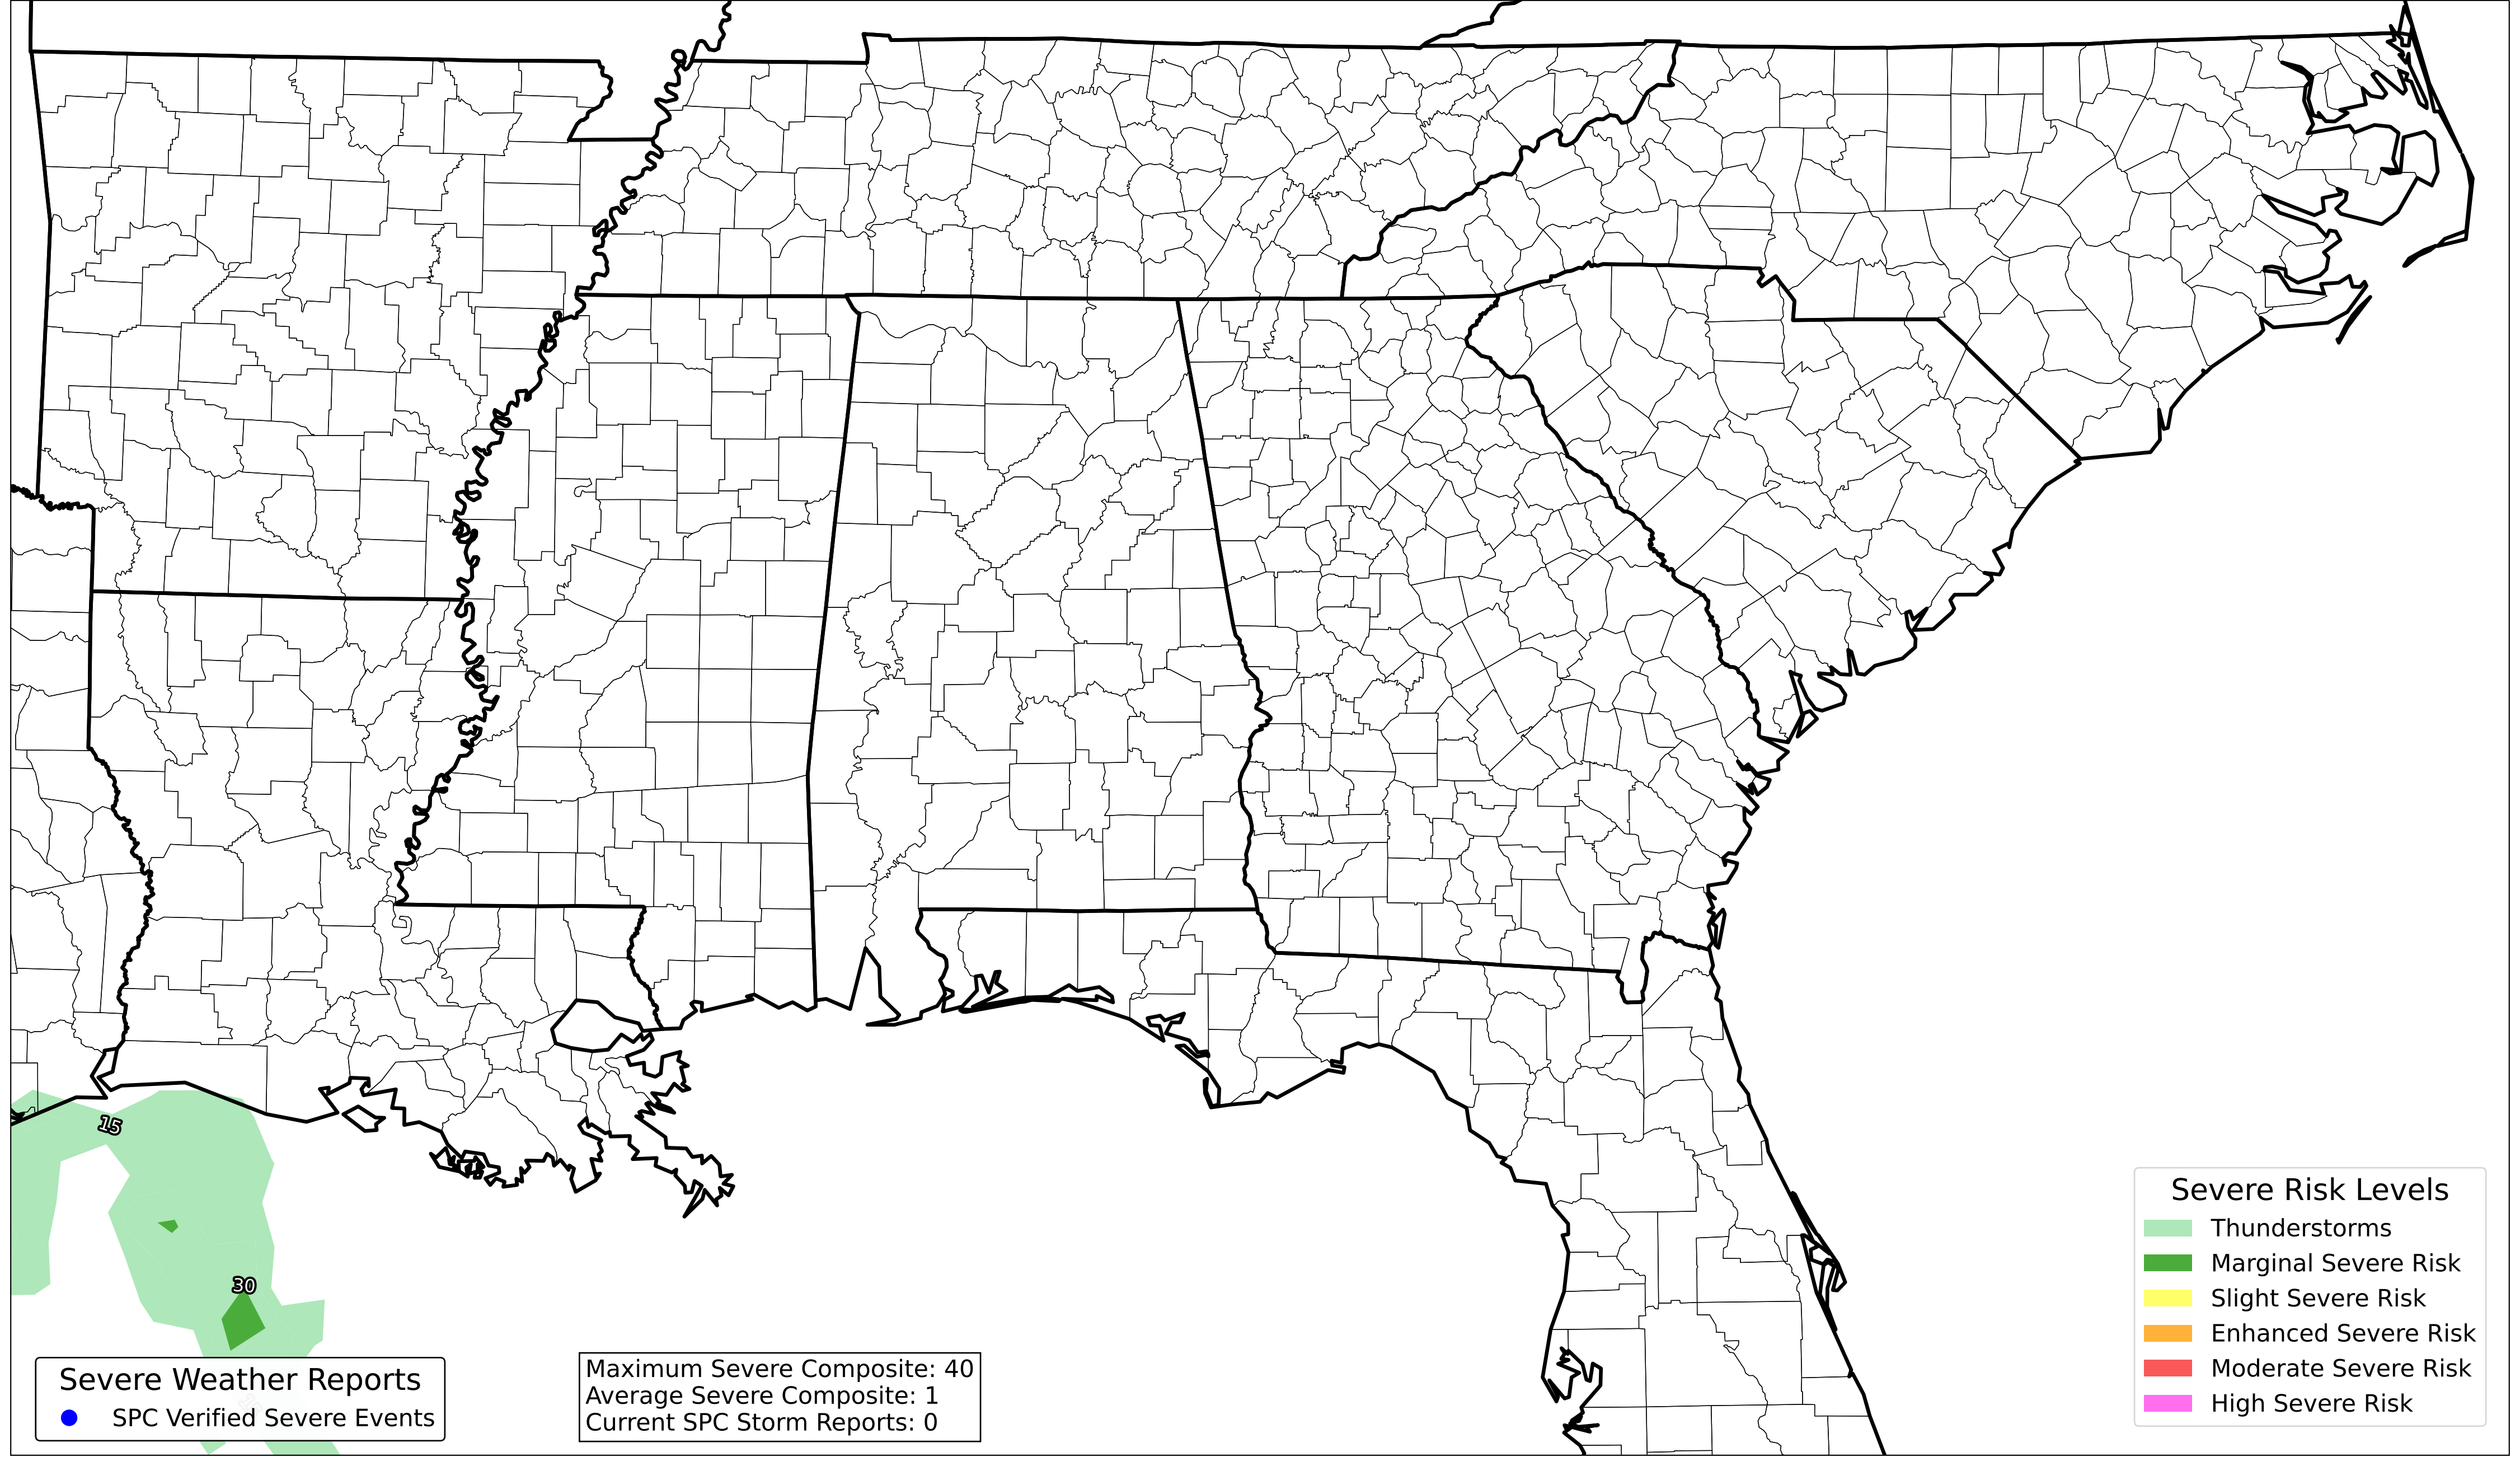 15
30
Severe Weather Reports
SPC Verified Severe Events
Maximum Severe Composite: 40
Average Severe Composite: 1
Current SPC Storm Reports: 0
Severe Risk Levels
Thunderstorms
Marginal Severe Risk
Slight Severe Risk
Enhanced Severe Risk
Moderate Severe Risk
High Severe Risk